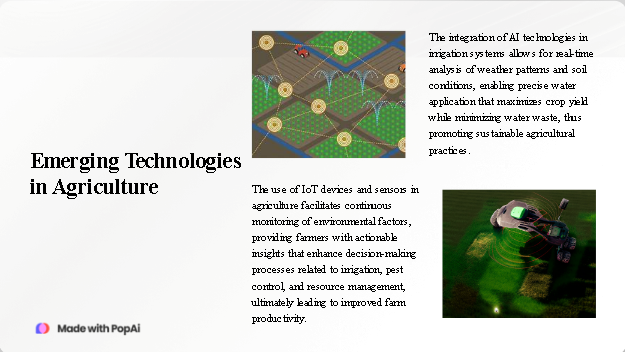 Emerging Technologies
in Agriculture
The integration of AI technologies in
irrigation systems allows for real-time
analysis of weather patterns and soil
conditions, enabling precise water
application that maximizes crop yield
while minimizing water waste, thus
promoting sustainable agricultural
practices.
The use of IoT devices and sensors in
agriculture facilitates continuous
monitoring of environmental factors,
providing farmers with actionable
insights that enhance decision-making
processes related to irrigation, pest
control, and resource management,
ultimately leading to improved farm
productivity.
Made with PopAi